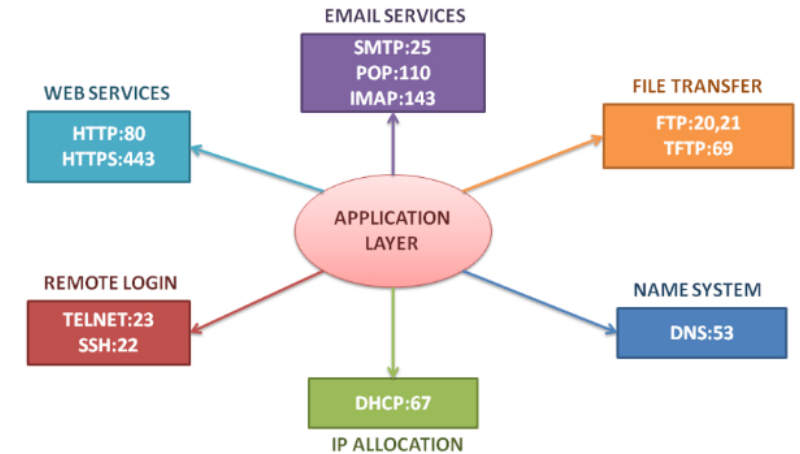 EMAIL SERVICES
SMTP:25
POP:110
IMAP:143
WEB SERVICES
HTTP:80
HTTPS:443
FILE TRANSFER
FTP:20,21
TFTP:69
APPLICATION
LAYER
REMOTE LOGIN
TELNET:23
SSH:22
NAME SYSTEM
DNS:53
DHCP:67
IP ALLOCATION